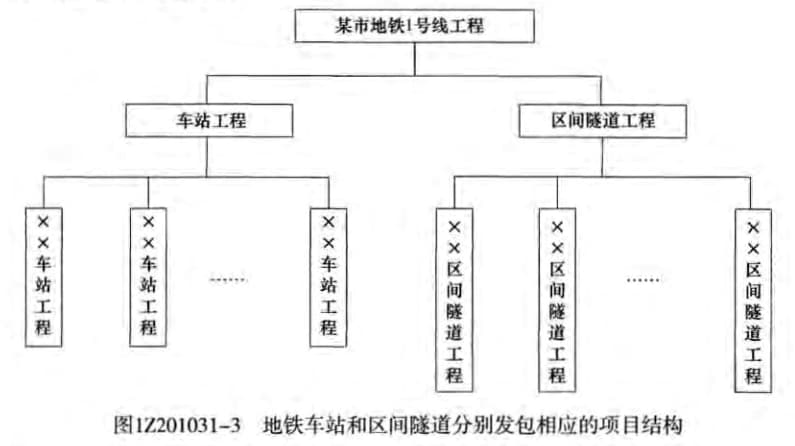 某市地铁1号线工程
车站工程
区间隧道工程
××车站工程
××车站工程
……
××车站工程
××区间隧道工程
××区间隧道工程
……
××区间隧道工程
图1Z201031-3 地铁车站和区间隧道分别发包相应的项目结构